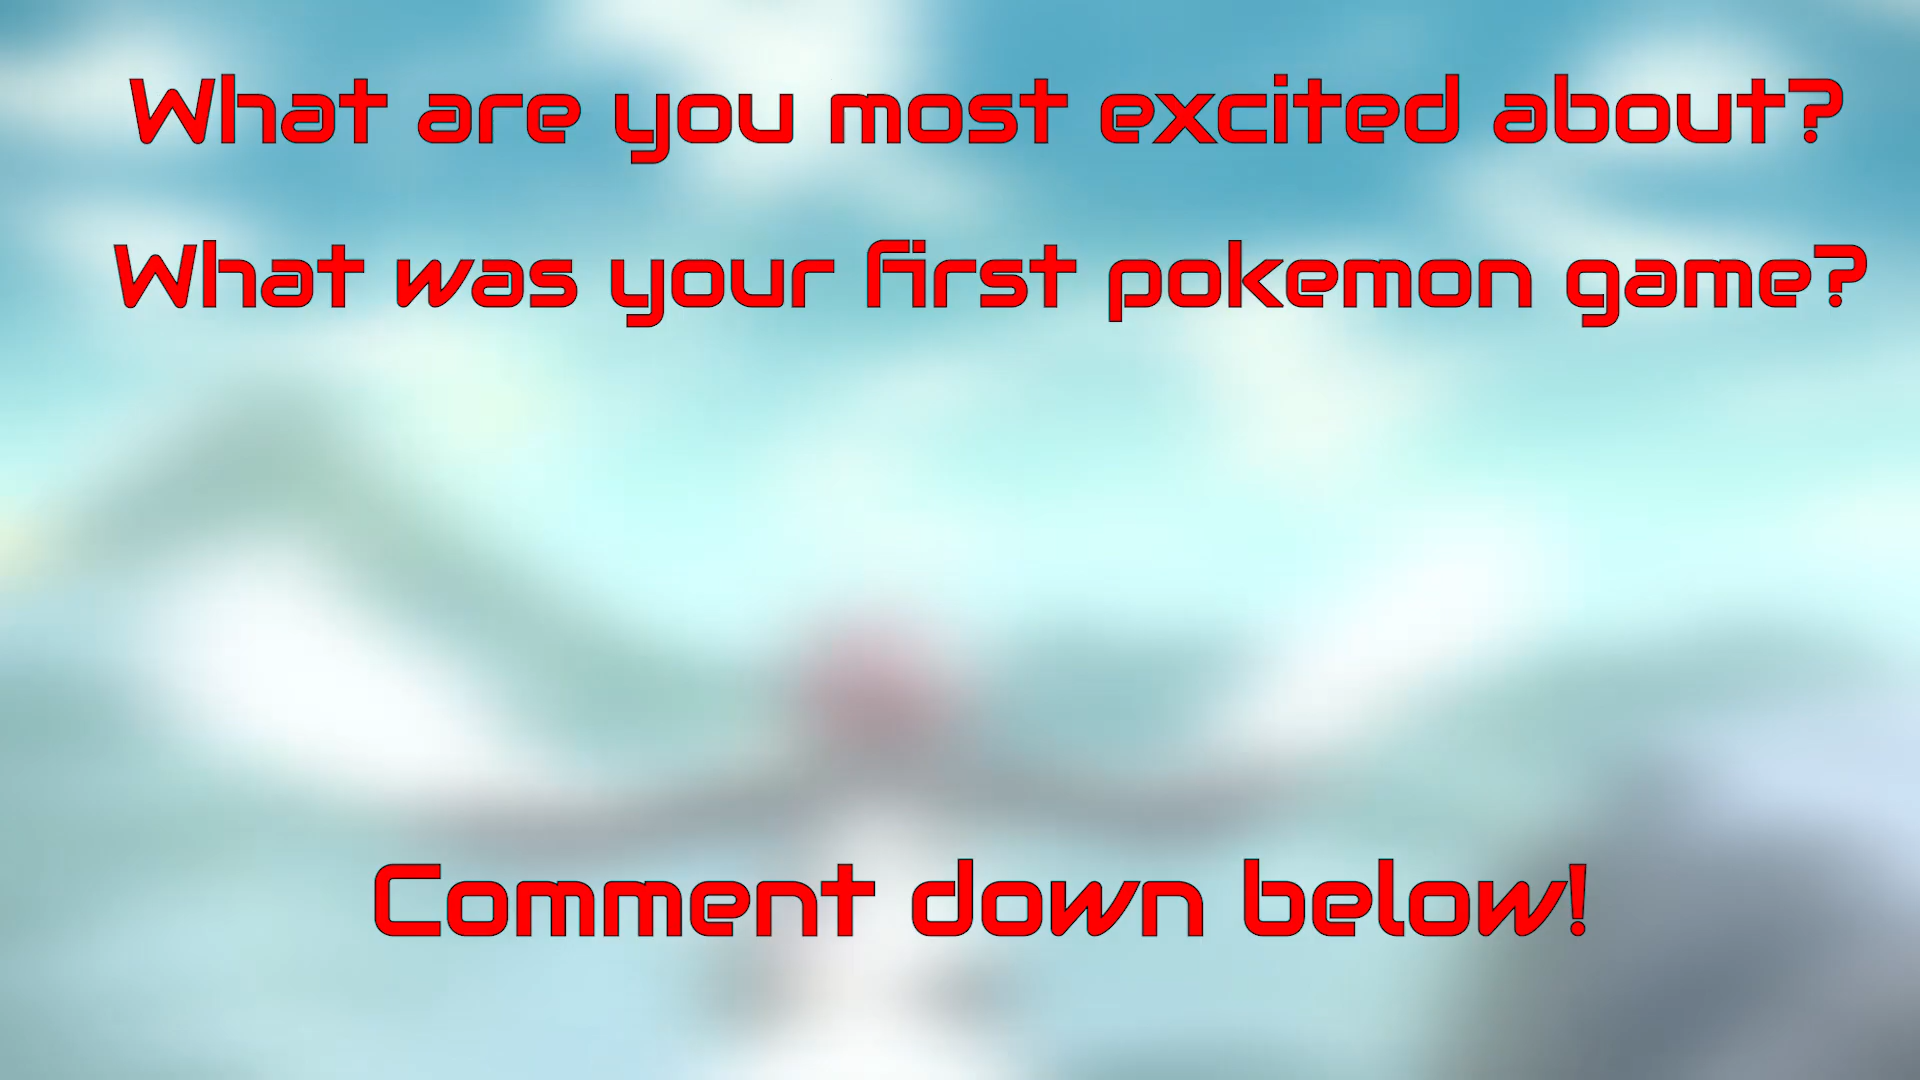 What are you most excited about?
What was your first pokemon game?
Comment down below!